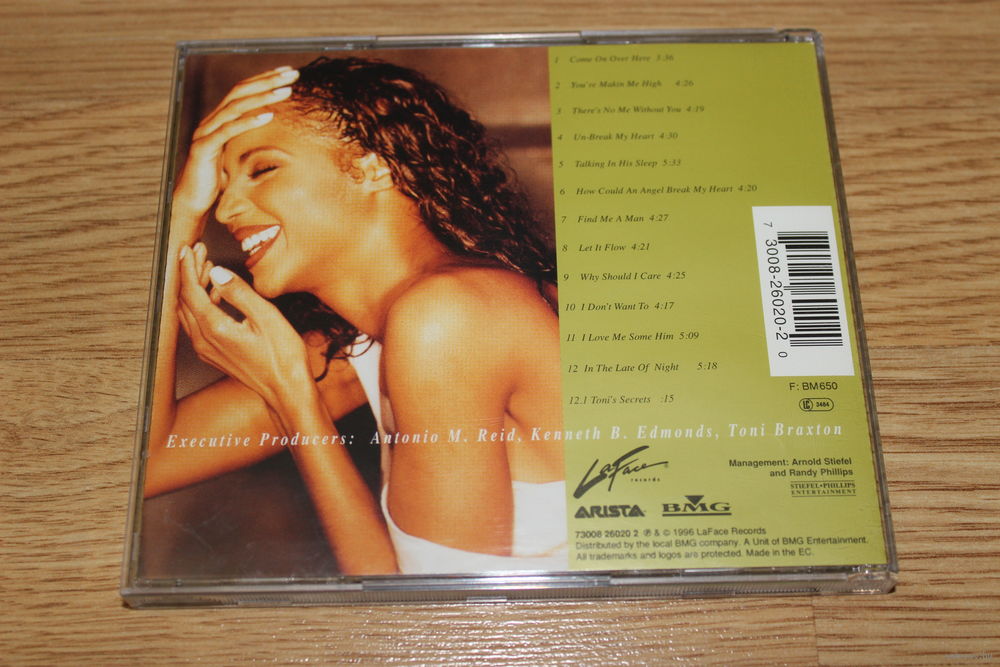 1 Come On Over Here 3:36
2 You're Makin Me High 4:26
3 There's No Me Without You 4:19
4 Un-Break My Heart 4:30
5 Talking In His Sleep 5:33
6 How Could An Angel Break My Heart 4:20
7 Find Me A Man 4:27
8 Let It Flow 4:21
9 Why Should I Care 4:25
10 I Don't Want To 4:17
11 I Love Me Some Him 5:09
12 In The Late Of Night 5:18
12.1 Toni's Secrets :15
7 3008-26020-2 0
F: BM650
LC 3484
Executive Producers: Antonio M. Reid, Kenneth B. Edmonds, Toni Braxton
LaFace
records
ARISTA BMG
Management: Arnold Stiefel
and Randy Phillips
STIEFEL•PHILLIPS
ENTERTAINMENT
73008 26020 2 ℗ & © 1996 LaFace Records
Distributed by the local BMG company. A Unit of BMG Entertainment.
All trademarks and logos are protected. Made in the EC.